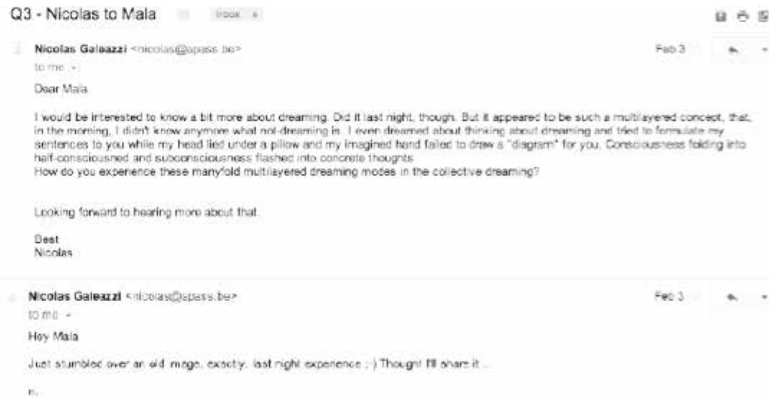 Q3 - Nicolas to Mala Inbox x
Nicolas Galeazzi <nicolas@apass.be> Feb 3
to me
Dear Mala
I would be interested to know a bit more about dreaming. Did it last night, though. But it appeared to be such a multilayered concept, that,
in the morning, I didn't know anymore what not-dreaming is. I even dreamed about thinking about dreaming and tried to formulate my
sentences to you while my head lied under a pillow and my imagined hand failed to draw a "diagram" for you. Consciousness folding into
half-consciousned and subconsciousness flashed into concrete thoughts
How do you experience these manyfold multilayered dreaming modes in the collective dreaming?
Looking forward to hearing more about that.
Best
Nicolas
Nicolas Galeazzi <nicolas@apass.be> Feb 3
to me
Hey Mala
Just stumbled over an old image, exactly, last night experience ;-) Thought I'll share it ...
n.